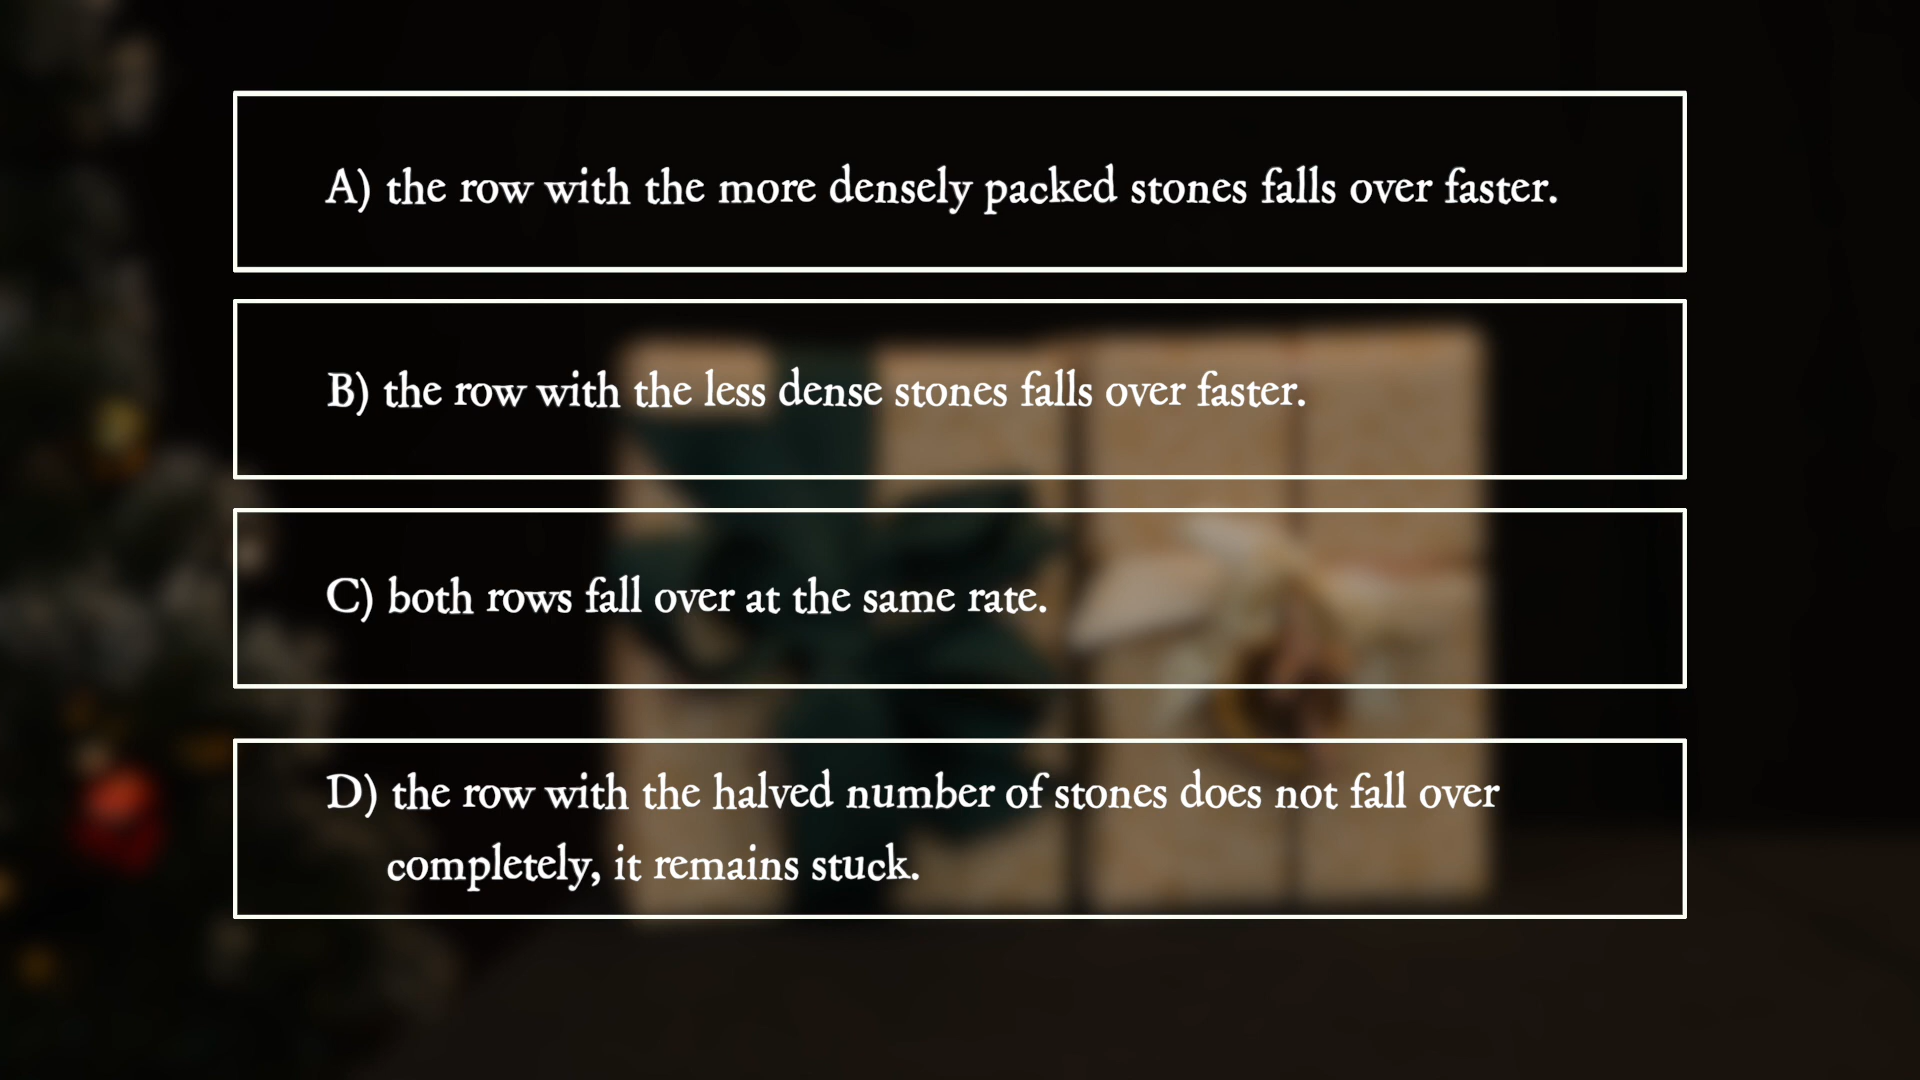 A) the row with the more densely packed stones falls over faster.
B) the row with the less dense stones falls over faster.
C) both rows fall over at the same rate.
D) the row with the halved number of stones does not fall over
completely, it remains stuck.